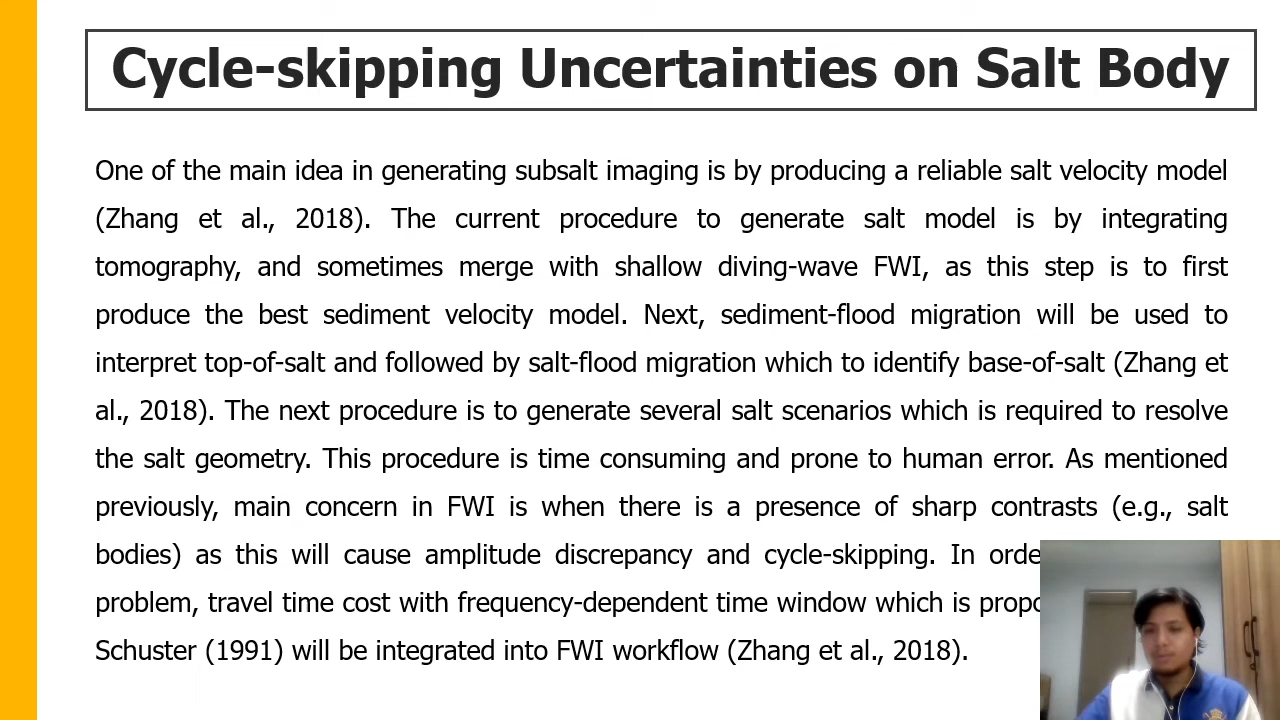 Cycle-skipping Uncertainties on Salt Body
One of the main idea in generating subsalt imaging is by producing a reliable salt velocity model
(Zhang et al., 2018). The current procedure to generate salt model is by integrating
tomography, and sometimes merge with shallow diving-wave FWI, as this step is to first
produce the best sediment velocity model. Next, sediment-flood migration will be used to
interpret top-of-salt and followed by salt-flood migration which to identify base-of-salt (Zhang et
al., 2018). The next procedure is to generate several salt scenarios which is required to resolve
the salt geometry. This procedure is time consuming and prone to human error. As mentioned
previously, main concern in FWI is when there is a presence of sharp contrasts (e.g., salt
bodies) as this will cause amplitude discrepancy and cycle-skipping. In
problem, travel time cost with frequency-dependent time window which is
Schuster (1991) will be integrated into FWI workflow (Zhang et al., 2018).